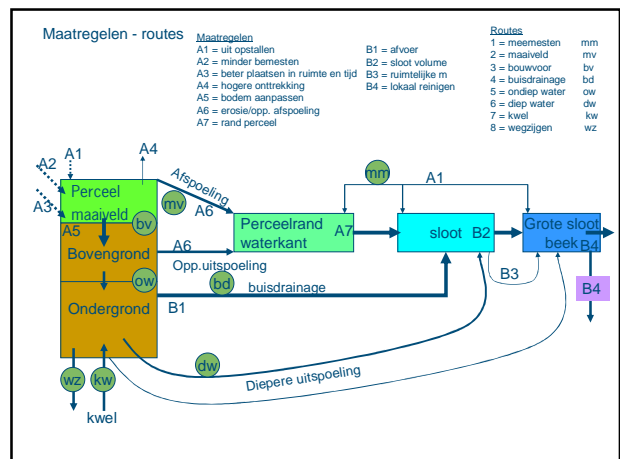 Maatregelen - routes
Maatregelen
A1 = uit opstallen
A2 = minder bemesten
A3 = beter plaatsen in ruimte en tijd
A4 = hogere onttrekking
A5 = bodem aanpassen
A6 = erosie/opp. afspoeling
A7 = rand perceel
B1 = afvoer
B2 = sloot volume
B3 = ruimtelijke m
B4 = lokaal reinigen
Routes
1 = meemesten mm
2 = maaiveld mv
3 = bouwvoor bv
4 = buisdrainage bd
5 = ondiep water ow
6 = diep water dw
7 = kwel kw
8 = wegzijgen wz
A1
A4
A2
A3
Perceel
maaiveld
A5
bv
Bovengrond
ow
Ondergrond
Afspoeling
mv
A6
A6
Opp.uitspoeling
Perceelrand
waterkant
A7
mm
A1
sloot
B2
Grote sloot
beek
B4
B3
B4
B1
bd
buisdrainage
dw
Diepere uitspoeling
wz
kw
kwel